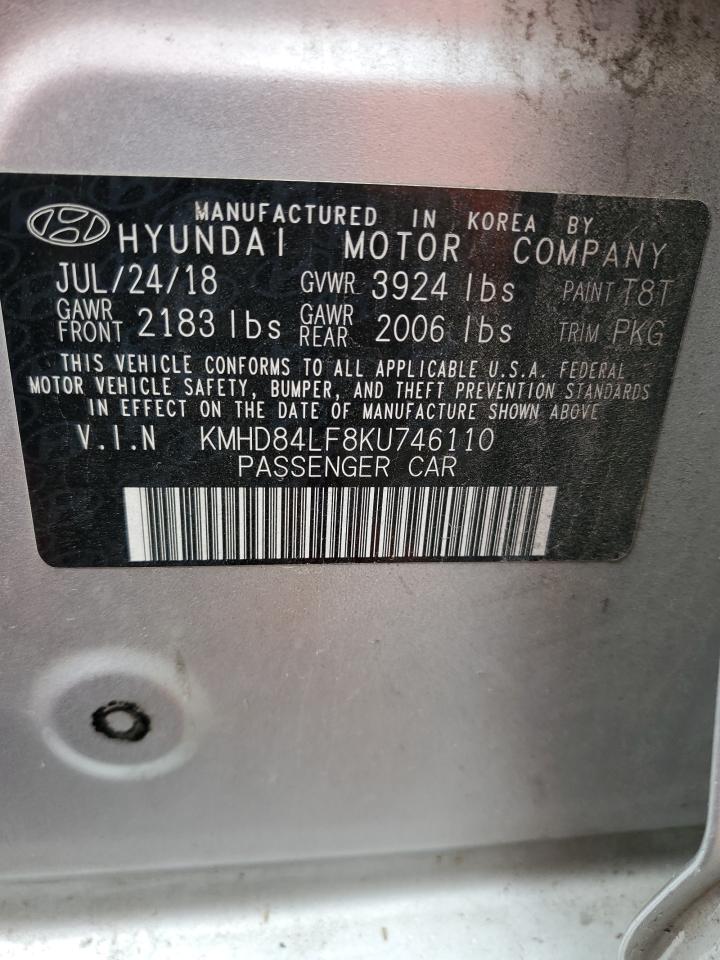 MANUFACTURED IN KOREA BY
HYUNDAI MOTOR COMPANY
JUL/24/18 GVWR 3924 lbs PAINT T8T
GAWR FRONT 2183 lbs GAWR REAR 2006 lbs TRIM PKG
THIS VEHICLE CONFORMS TO ALL APPLICABLE U.S.A. FEDERAL
MOTOR VEHICLE SAFETY, BUMPER, AND THEFT PREVENTION STANDARDS
IN EFFECT ON THE DATE OF MANUFACTURE SHOWN ABOVE
V.I.N KMHD84LF8KU746110
PASSENGER CAR